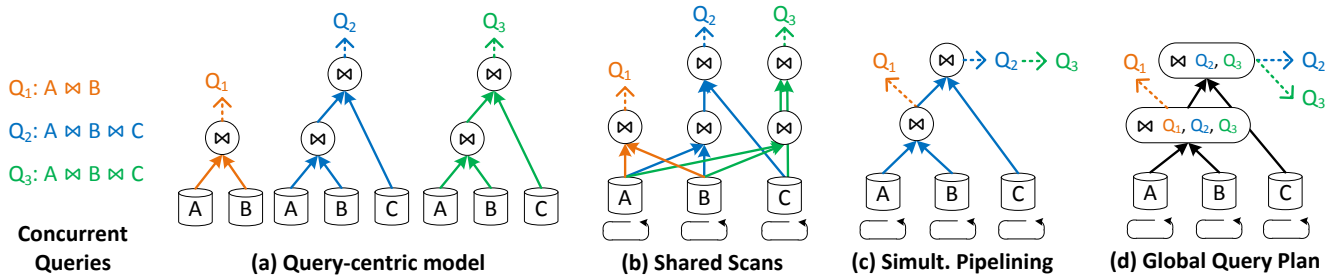 Concurrent
Queries
Q₁: A ⋈ B
Q₂: A ⋈ B ⋈ C
Q₃: A ⋈ B ⋈ C
Q₁
⋈
A
B
Q₂
⋈
⋈
A
B
C
Q₃
⋈
⋈
A
B
C
(a) Query-centric model
Q₁
Q₂
Q₃
⋈
⋈
⋈
⋈
⋈
A
B
C
(b) Shared Scans
Q₁
⋈
Q₂
Q₃
⋈
A
B
C
(c) Simult. Pipelining
Q₁
⋈ Q₂, Q₃
Q₂
Q₃
⋈ Q₁, Q₂, Q₃
A
B
C
(d) Global Query Plan